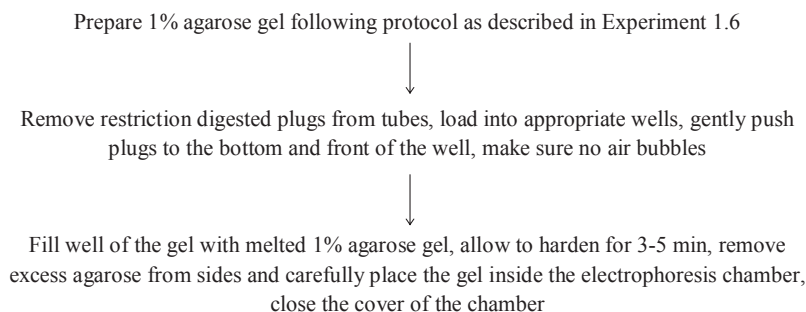 Prepare 1% agarose gel following protocol as described in Experiment 1.6
Remove restriction digested plugs from tubes, load into appropriate wells, gently push
plugs to the bottom and front of the well, make sure no air bubbles
Fill well of the gel with melted 1% agarose gel, allow to harden for 3-5 min, remove
excess agarose from sides and carefully place the gel inside the electrophoresis chamber,
close the cover of the chamber